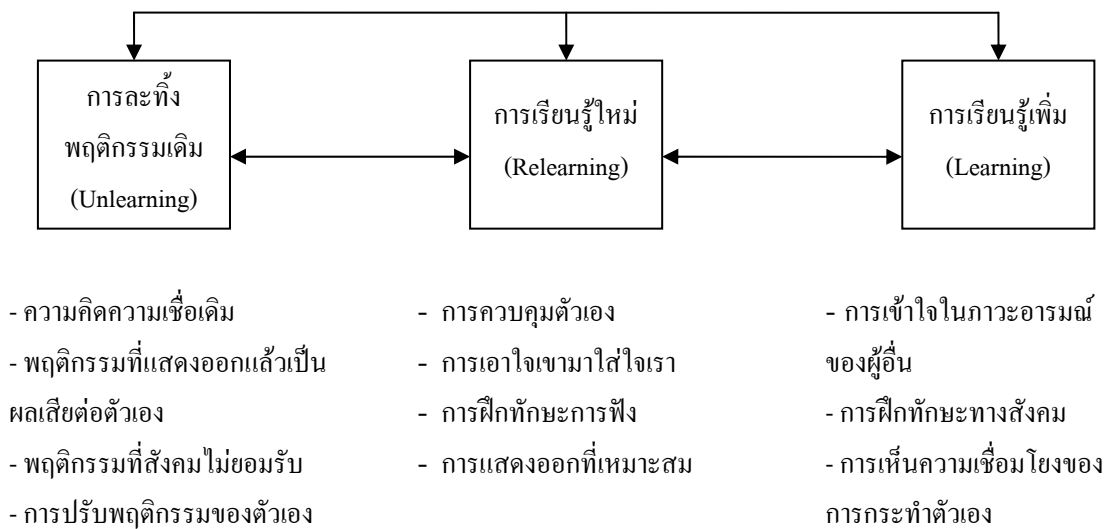 การละทิ้ง
พฤติกรรมเดิม
(Unlearning)
การเรียนรู้ใหม่
(Relearning)
การเรียนรู้เพิ่ม
(Learning)
- ความคิดความเชื่อเดิม
- พฤติกรรมที่แสดงออกแล้วเป็น
ผลเสียต่อตัวเอง
- พฤติกรรมที่สังคมไม่ยอมรับ
- การปรับพฤติกรรมของตัวเอง
- การควบคุมตัวเอง
- การเอาใจเขามาใส่ใจเรา
- การฝึกทักษะการฟัง
- การแสดงออกที่เหมาะสม
- การเข้าใจในภาวะอารมณ์
ของผู้อื่น
- การฝึกทักษะทางสังคม
- การเห็นความเชื่อมโยงของ
การกระทำตัวเอง